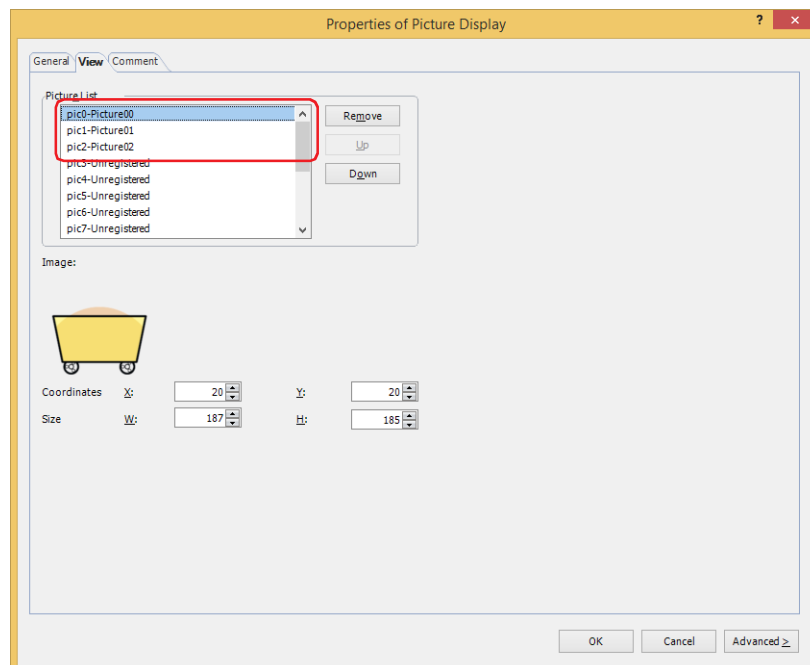 Properties of Picture Display
?
General View Comment
Picture List
pic0-Picture00
pic1-Picture01
pic2-Picture02
pic3-Unregistered
pic4-Unregistered
pic5-Unregistered
pic6-Unregistered
pic7-Unregistered
Remove
Up
Down
Image:
Coordinates X: 20 Y: 20
Size W: 187 H: 185
OK Cancel Advanced >